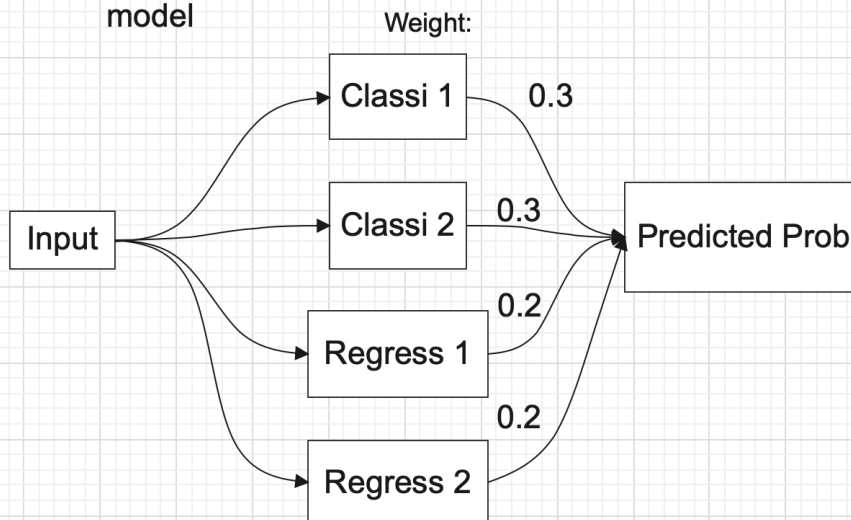 model
Weight:
Classi 1
0.3
Classi 2
0.3
Input
Predicted Prob
0.2
Regress 1
0.2
Regress 2